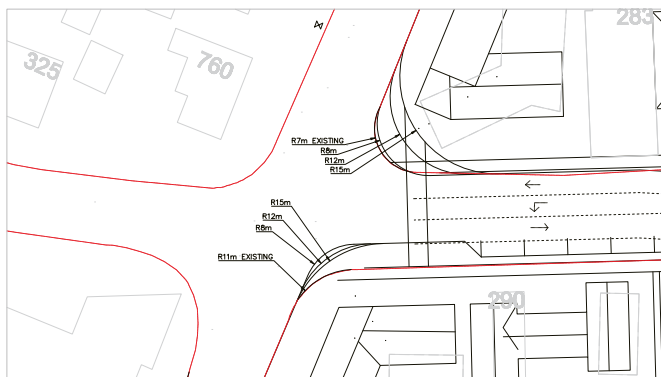 283
325
760
R7m EXISTING
R8m
R12m
R15m
R15m
R12m
R8m
R11m EXISTING
290